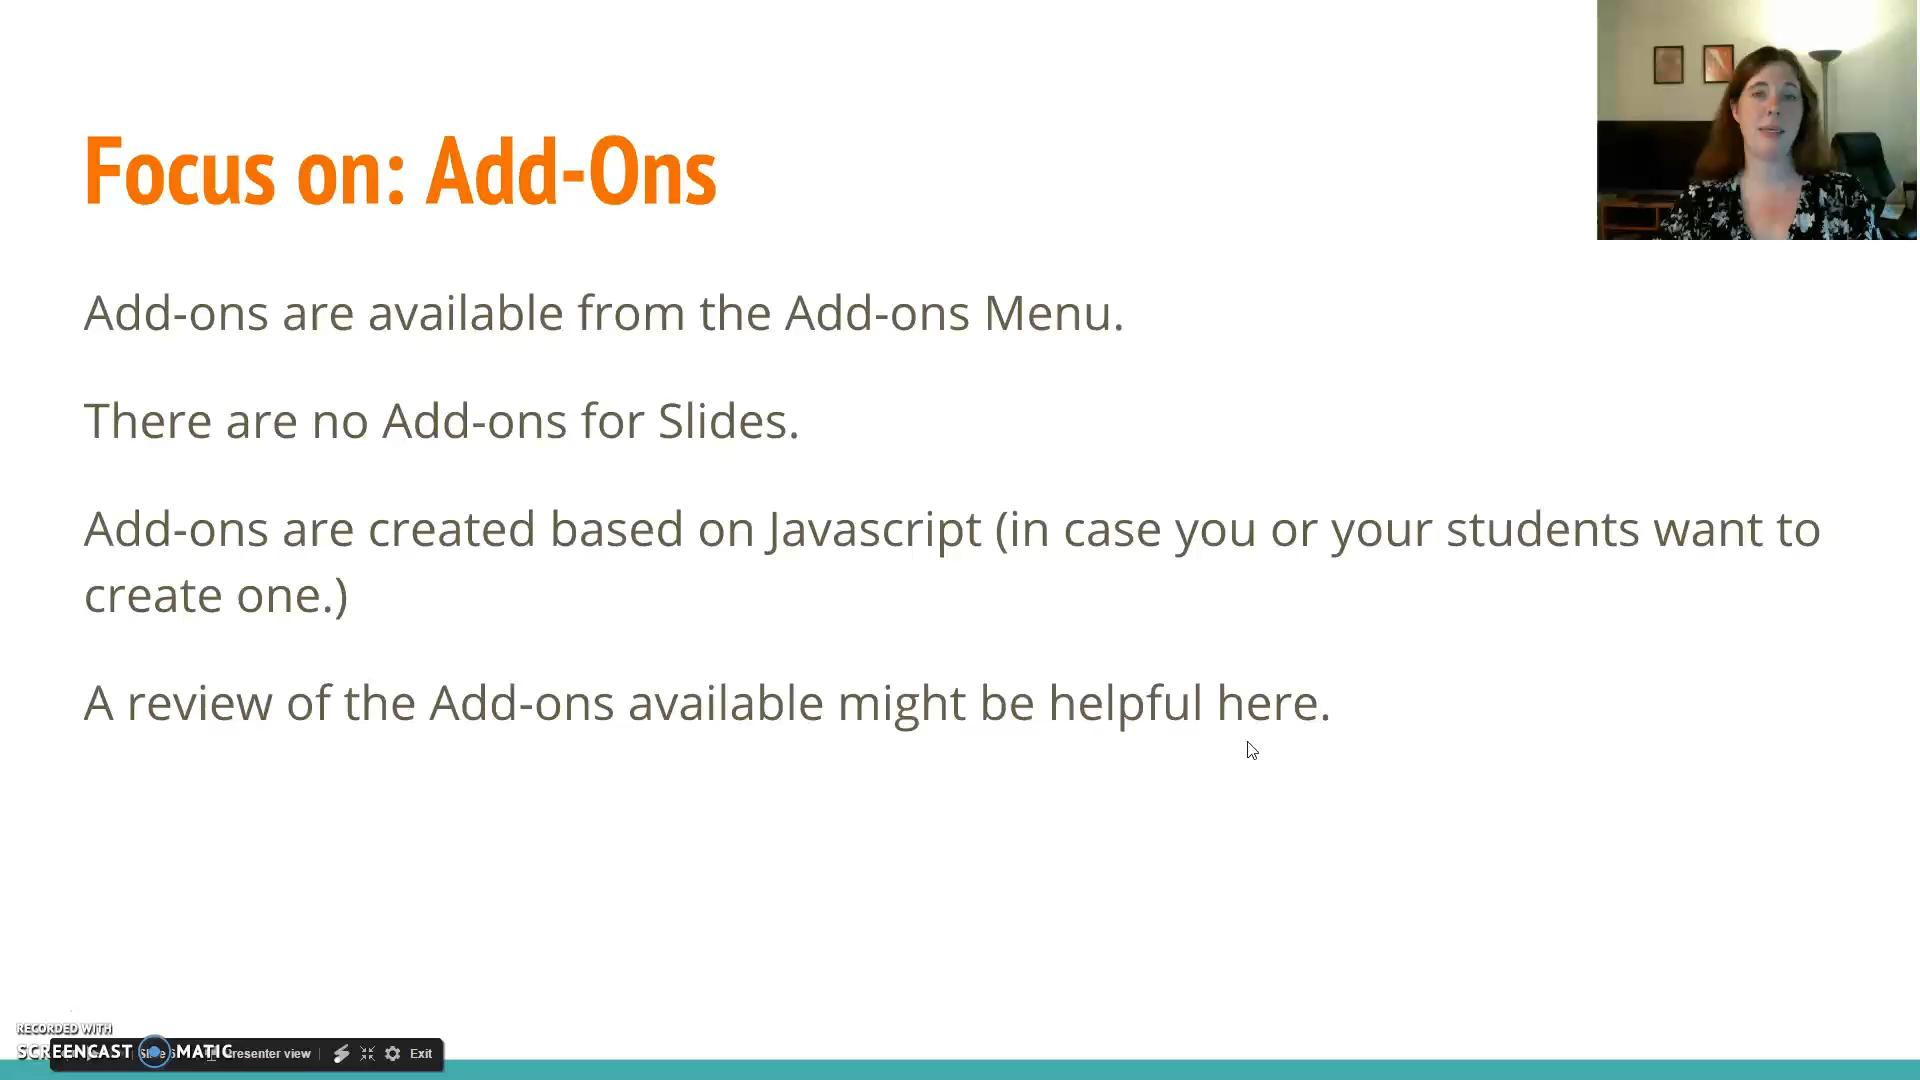 Focus on: Add-Ons
Add-ons are available from the Add-ons Menu.
There are no Add-ons for Slides.
Add-ons are created based on Javascript (in case you or your students want to
create one.)
A review of the Add-ons available might be helpful here.
RECORDED WITH
SCREENCAST MATIC
Presenter view
Exit